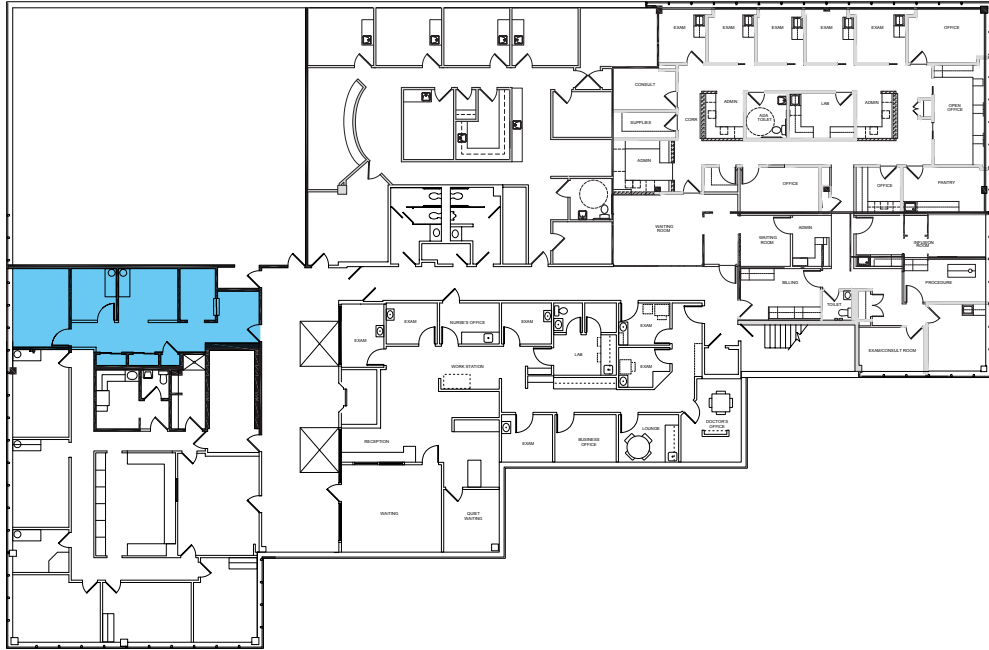 EXAM
EXAM
EXAM
EXAM
EXAM
OFFICE
CONSULT
SUPPLIES
CORR
ADMIN
ADA
TOILET
LAB
ADMIN
OPEN
OFFICE
ADMIN
OFFICE
OFFICE
PANTRY
WAITING
ROOM
WAITING
ROOM
ADMIN
INFUSION
ROOM
BILLING
TOILET
PROCEDURE
EXAM/CONSULT ROOM
EXAM
EXAM
NURSE'S OFFICE
EXAM
EXAM
LAB
WORK STATION
EXAM
RECEPTION
EXAM
BUSINESS
OFFICE
LOUNGE
DOCTOR'S
OFFICE
WAITING
QUIET
WAITING